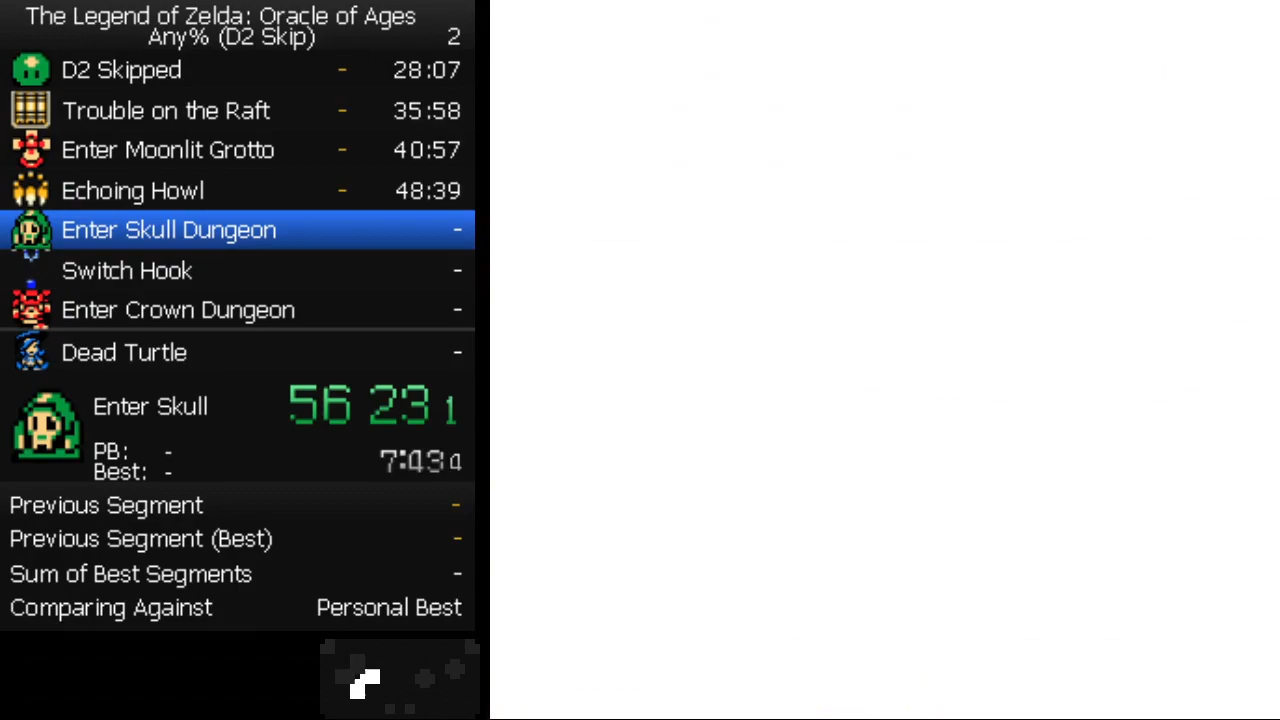 The Legend of Zelda: Oracle of Ages
Any% (D2 Skip) 2
D2 Skipped - 28:07
Trouble on the Raft - 35:58
Enter Moonlit Grotto - 40:57
Echoing Howl - 48:39
Enter Skull Dungeon -
Switch Hook -
Enter Crown Dungeon -
Dead Turtle -
Enter Skull 56 23 1
PB: -
Best: - 7:43 4
Previous Segment -
Previous Segment (Best) -
Sum of Best Segments -
Comparing Against Personal Best